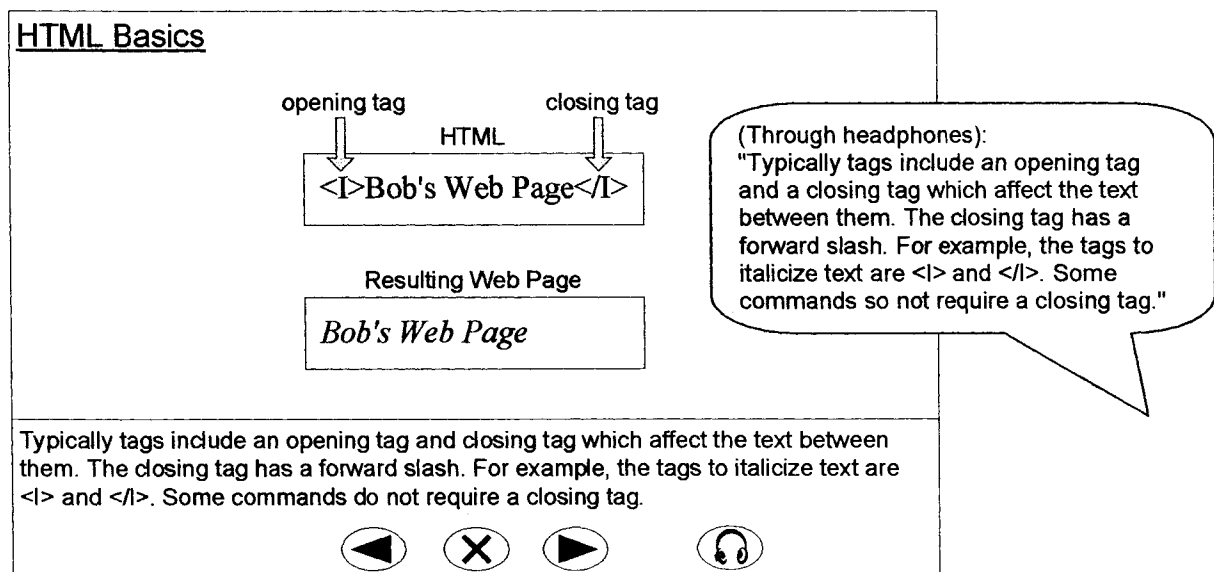 HTML Basics
opening tag
closing tag
HTML
<I>Bob's Web Page</I>
Resulting Web Page
Bob's Web Page
(Through headphones):
"Typically tags include an opening tag
and a closing tag which affect the text
between them. The closing tag has a
forward slash. For example, the tags to
italicize text are <I> and </I>. Some
commands so not require a closing tag."
Typically tags include an opening tag and closing tag which affect the text between
them. The closing tag has a forward slash. For example, the tags to italicize text are
<I> and </I>. Some commands do not require a closing tag.